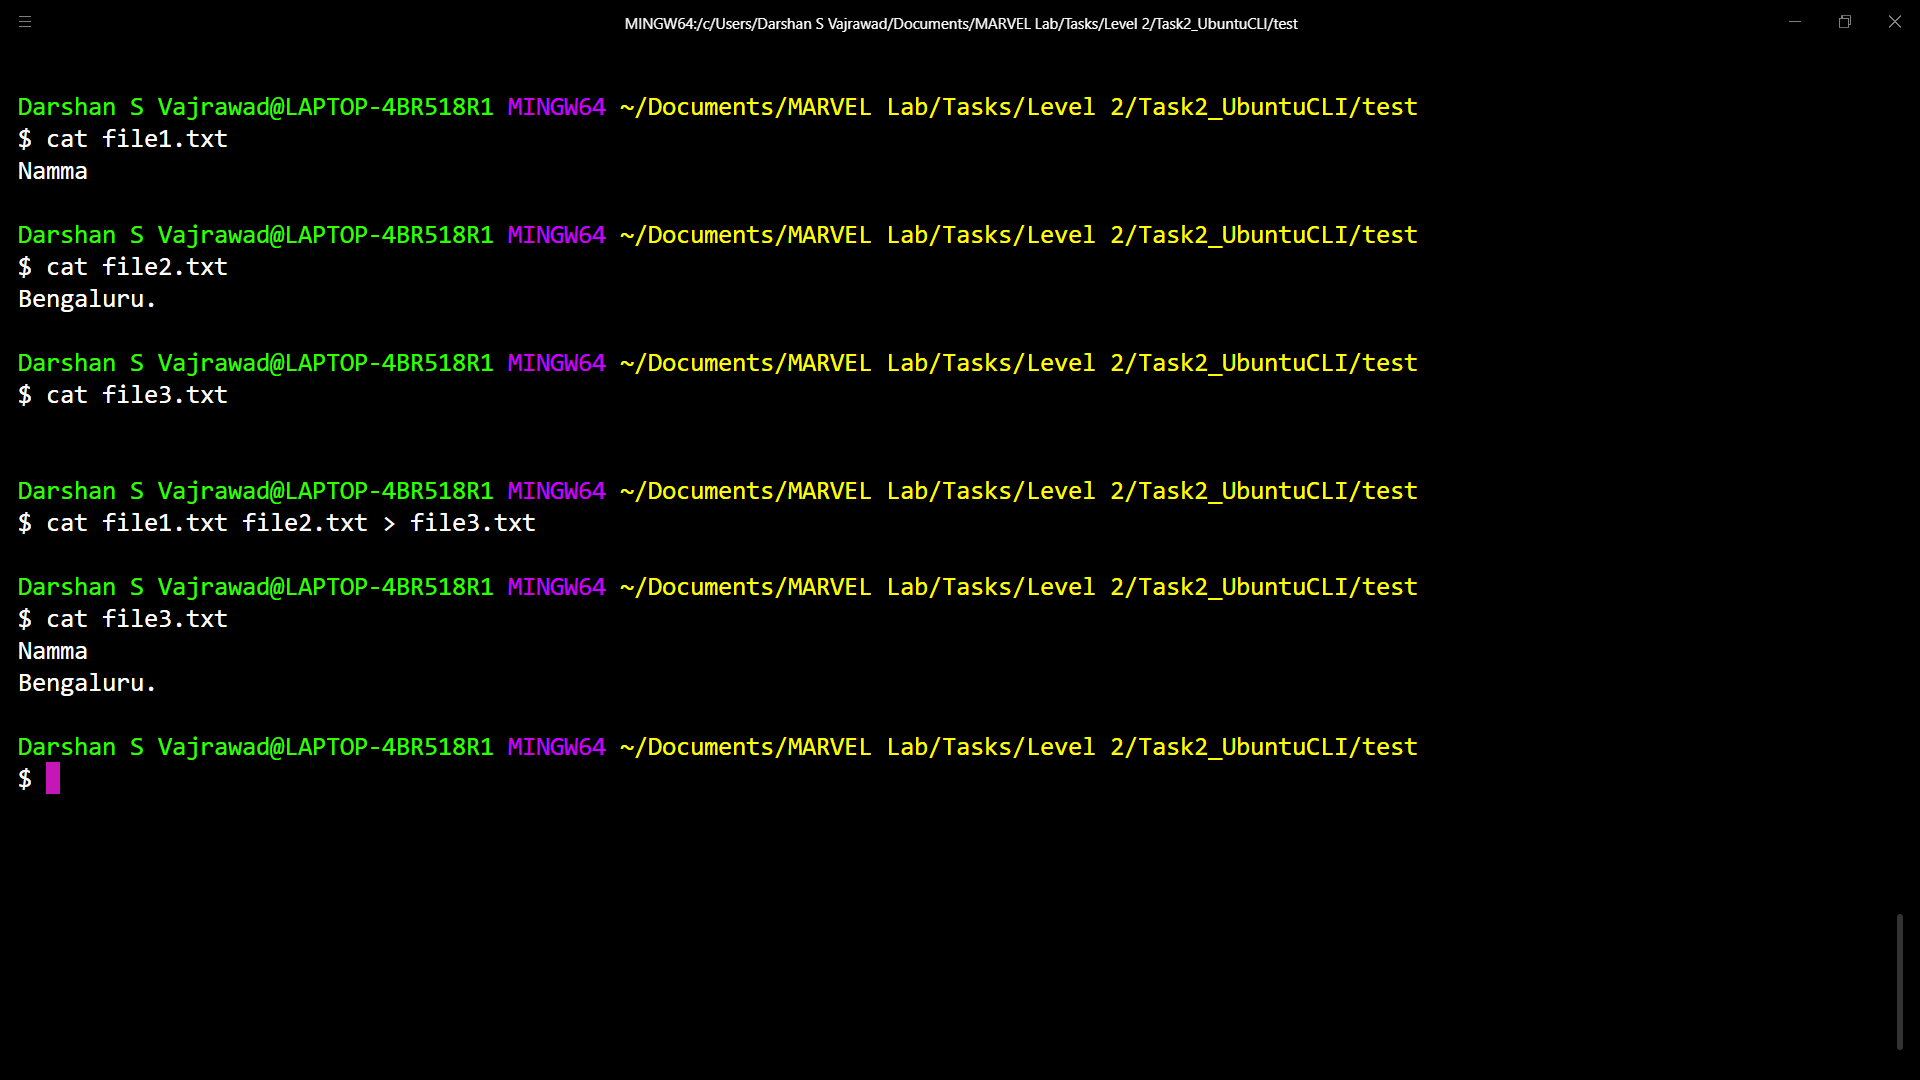 MINGW64:/c/Users/Darshan S Vajrawad/Documents/MARVEL Lab/Tasks/Level 2/Task2_UbuntuCLI/test
Darshan S Vajrawad@LAPTOP-4BR518R1 MINGW64 ~/Documents/MARVEL Lab/Tasks/Level 2/Task2_UbuntuCLI/test
$ cat file1.txt
Namma
Darshan S Vajrawad@LAPTOP-4BR518R1 MINGW64 ~/Documents/MARVEL Lab/Tasks/Level 2/Task2_UbuntuCLI/test
$ cat file2.txt
Bengaluru.
Darshan S Vajrawad@LAPTOP-4BR518R1 MINGW64 ~/Documents/MARVEL Lab/Tasks/Level 2/Task2_UbuntuCLI/test
$ cat file3.txt
Darshan S Vajrawad@LAPTOP-4BR518R1 MINGW64 ~/Documents/MARVEL Lab/Tasks/Level 2/Task2_UbuntuCLI/test
$ cat file1.txt file2.txt > file3.txt
Darshan S Vajrawad@LAPTOP-4BR518R1 MINGW64 ~/Documents/MARVEL Lab/Tasks/Level 2/Task2_UbuntuCLI/test
$ cat file3.txt
Namma
Bengaluru.
Darshan S Vajrawad@LAPTOP-4BR518R1 MINGW64 ~/Documents/MARVEL Lab/Tasks/Level 2/Task2_UbuntuCLI/test
$